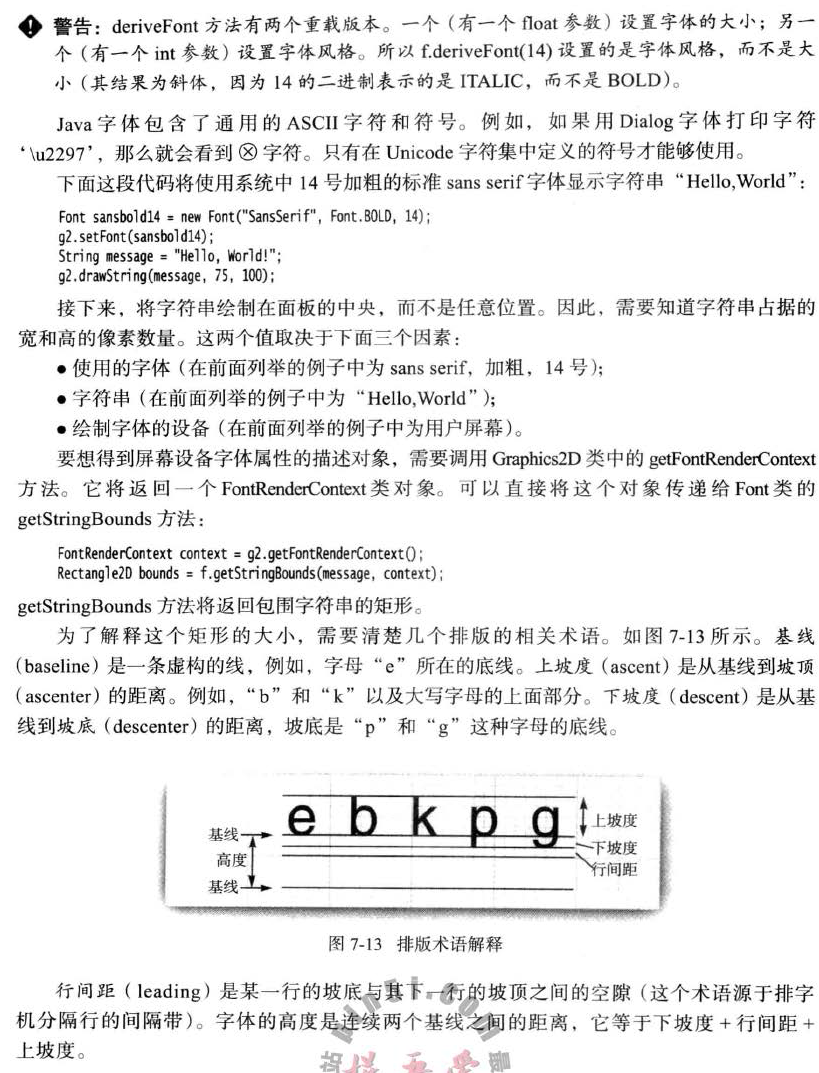 警告：deriveFont 方法有两个重载版本。一个（有一个 float 参数）设置字体的大小；另一
个（有一个 int 参数）设置字体风格。所以 f.deriveFont(14) 设置的是字体风格，而不是大
小（其结果为斜体，因为 14 的二进制表示的是 ITALIC，而不是 BOLD）。
Java 字体包含了通用的 ASCII 字符和符号。例如，如果用 Dialog 字体打印字符
‘\u2297’，那么就会看到 ⊗ 字符。只有在 Unicode 字符集中定义的符号才能够使用。
下面这段代码将使用系统中 14 号加粗的标准 sans serif 字体显示字符串“Hello,World”：
Font sansbold14 = new Font("SansSerif", Font.BOLD, 14);
g2.setFont(sansbold14);
String message = "Hello, World!";
g2.drawString(message, 75, 100);
接下来，将字符串绘制在面板的中央，而不是任意位置。因此，需要知道字符串占据的
宽和高的像素数量。这两个值取决于下面三个因素：
● 使用的字体（在前面列举的例子中为 sans serif，加粗，14 号）；
● 字符串（在前面列举的例子中为“Hello,World”）；
● 绘制字体的设备（在前面列举的例子中为用户屏幕）。
要想得到屏幕设备字体属性的描述对象，需要调用 Graphics2D 类中的 getFontRenderContext
方法。它将返回一个 FontRenderContext 类对象。可以直接将这个对象传递给 Font 类的
getStringBounds 方法：
FontRenderContext context = g2.getFontRenderContext();
Rectangle2D bounds = f.getStringBounds(message, context);
getStringBounds 方法将返回包围字符串的矩形。
为了解释这个矩形的大小，需要清楚几个排版的相关术语。如图 7-13 所示。基线
（baseline）是一条虚构的线，例如，字母“e”所在的底线。上坡度（ascent）是从基线到坡顶
（ascenter）的距离。例如，“b”和“k”以及大写字母的上面部分。下坡度（descent）是从基
线到坡底（descenter）的距离，坡底是“p”和“g”这种字母的底线。
e b k p g
上坡度
基线
下坡度
高度
行间距
基线
图 7-13 排版术语解释
行间距（leading）是某一行的坡底与其下一行的坡顶之间的空隙（这个术语源于排字
机分隔行的间隔带）。字体的高度是连续两个基线之间的距离，它等于下坡度 + 行间距 +
上坡度。